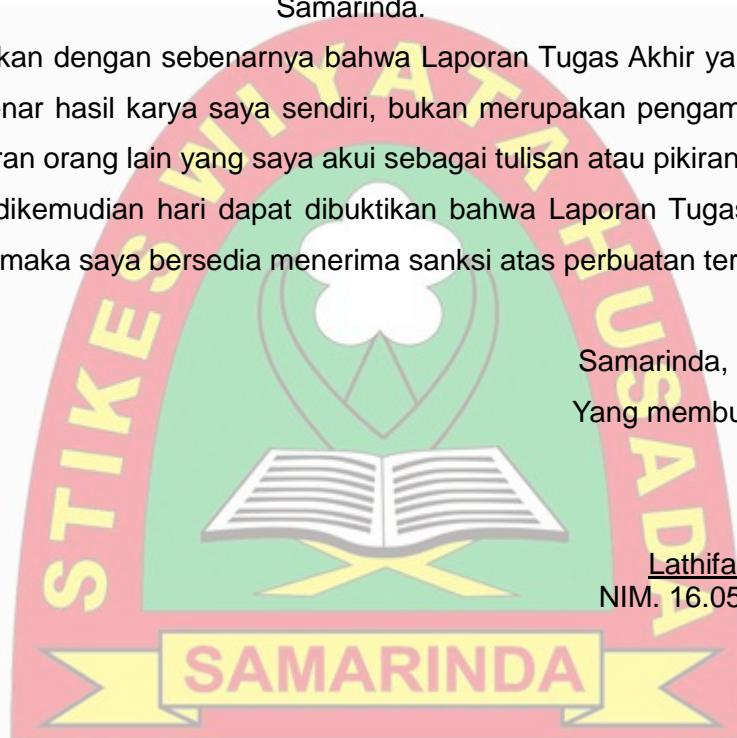 Samarinda.
kan dengan sebenarnya bahwa Laporan Tugas Akhir ya
enar hasil karya saya sendiri, bukan merupakan pengam
ran orang lain yang saya akui sebagai tulisan atau pikiran
dikemudian hari dapat dibuktikan bahwa Laporan Tugas
maka saya bersedia menerima sanksi atas perbuatan ter
Samarinda,
Yang membu
Lathifa
NIM. 16.05
STIKES WIYATA HUSADA
SAMARINDA